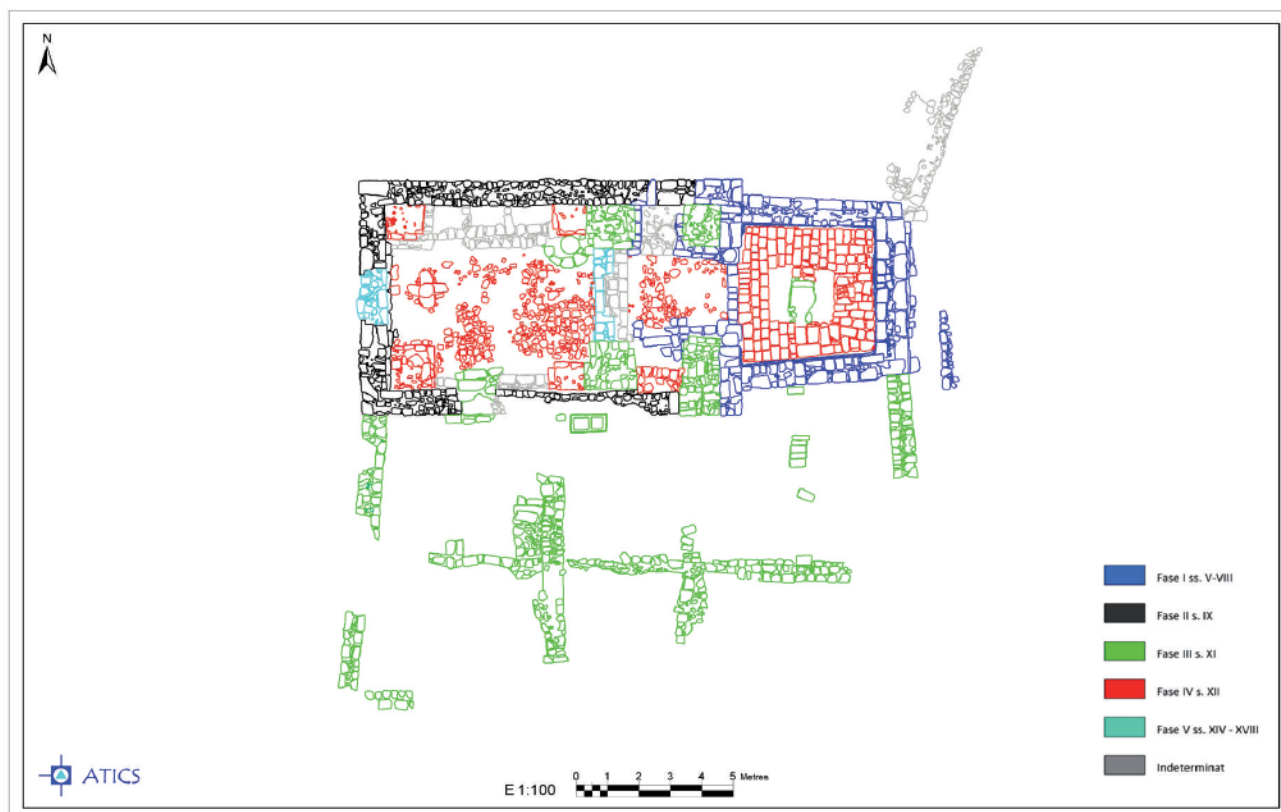 N
Fase I ss. V-VIII
Fase II s. IX
Fase III s. XI
Fase IV s. XII
Fase V ss. XIV - XVIII
Indeterminat
ATICS
E 1:100
0 1 2 3 4 5 Metres